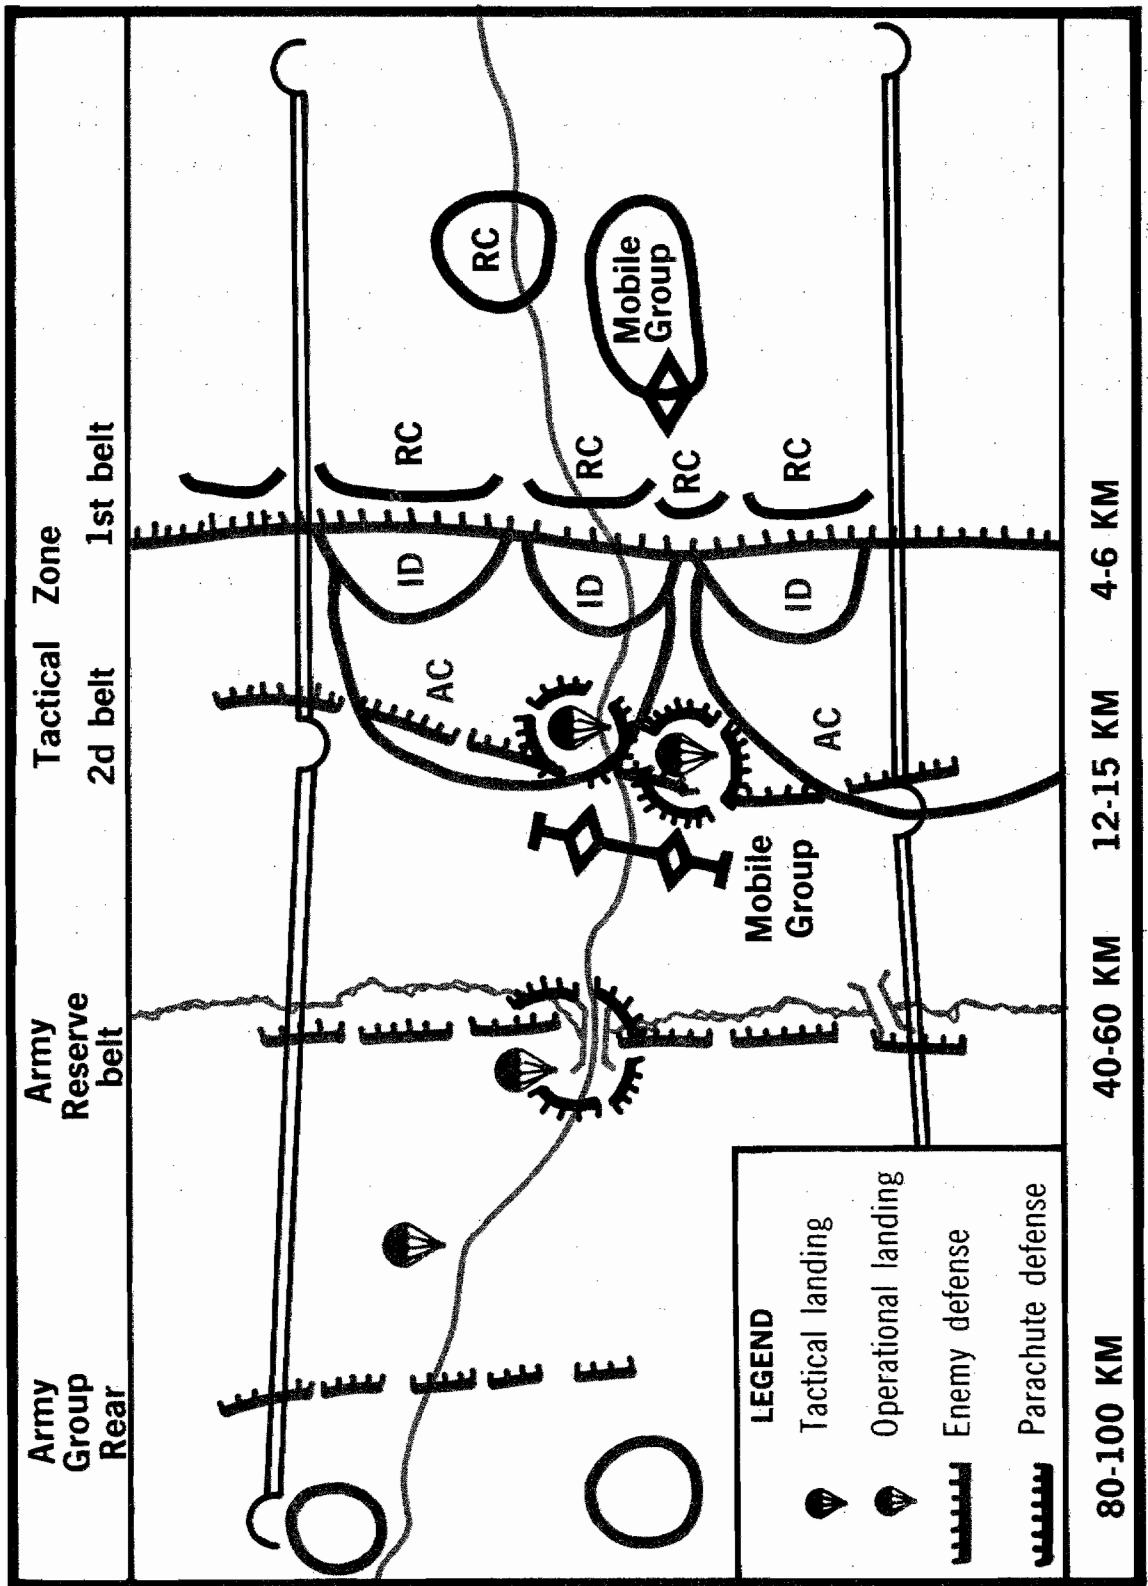 Army
Group
Rear
Army
Reserve
belt
Tactical Zone
2d belt
1st belt
RC
Mobile
Group
RC
RC
RC
RC
ID
ID
ID
AC
AC
Mobile
Group
LEGEND
Tactical landing
Operational landing
Enemy defense
Parachute defense
80-100 KM
40-60 KM
12-15 KM
4-6 KM